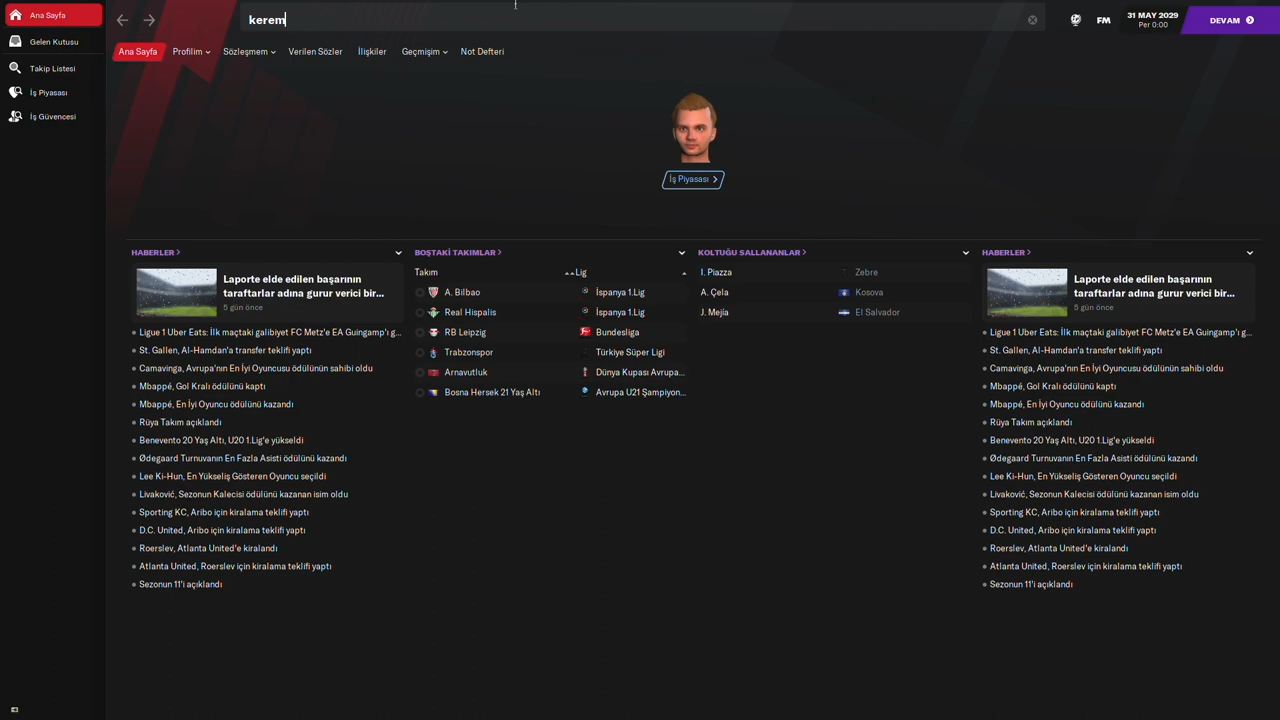 Ana Sayfa
kerem
FM
31 MAY 2029
Per 0:00
DEVAM
Gelen Kutusu
Takip Listesi
İş Piyasası
İş Güvencesi
Ana Sayfa
Profilim
Sözleşmem
Verilen Sözler
İlişkiler
Geçmişim
Not Defteri
İş Piyasası
HABERLER
Laporte elde edilen başarının
taraftarlar adına gurur verici bir...
5 gün önce
Ligue 1 Uber Eats: İlk maçtaki galibiyet FC Metz'e EA Guingamp'ı g...
St. Gallen, Al-Hamdan'a transfer teklifi yaptı
Camavinga, Avrupa'nın En İyi Oyuncusu ödülünün sahibi oldu
Mbappé, Gol Kralı ödülünü kaptı
Mbappé, En İyi Oyuncu ödülünü kazandı
Rüya Takım açıklandı
Benevento 20 Yaş Altı, U20 1.Lig'e yükseldi
Ødegaard Turnuvanın En Fazla Asisti ödülünü kazandı
Lee Ki-Hun, En Yükseliş Gösteren Oyuncu seçildi
Livaković, Sezonun Kalecisi ödülünü kazanan isim oldu
Sporting KC, Aribo için kiralama teklifi yaptı
D.C. United, Aribo için kiralama teklifi yaptı
Roerslev, Atlanta United'e kiralandı
Atlanta United, Roerslev için kiralama teklifi yaptı
Sezonun 11'i açıklandı
BOŞTAKİ TAKIMLAR
Takım Lig
A. Bilbao İspanya 1.Lig
Real Hispalis İspanya 1.Lig
RB Leipzig Bundesliga
Trabzonspor Türkiye Süper Ligi
Arnavutluk Dünya Kupası Avrupa...
Bosna Hersek 21 Yaş Altı Avrupa U21 Şampiyon...
KOLTUĞU SALLANANLAR
I. Piazza Zebre
A. Çela Kosova
J. Mejía El Salvador
HABERLER
Laporte elde edilen başarının
taraftarlar adına gurur verici bir...
5 gün önce
Ligue 1 Uber Eats: İlk maçtaki galibiyet FC Metz'e EA Guingamp'ı g...
St. Gallen, Al-Hamdan'a transfer teklifi yaptı
Camavinga, Avrupa'nın En İyi Oyuncusu ödülünün sahibi oldu
Mbappé, Gol Kralı ödülünü kaptı
Mbappé, En İyi Oyuncu ödülünü kazandı
Rüya Takım açıklandı
Benevento 20 Yaş Altı, U20 1.Lig'e yükseldi
Ødegaard Turnuvanın En Fazla Asisti ödülünü kazandı
Lee Ki-Hun, En Yükseliş Gösteren Oyuncu seçildi
Livaković, Sezonun Kalecisi ödülünü kazanan isim oldu
Sporting KC, Aribo için kiralama teklifi yaptı
D.C. United, Aribo için kiralama teklifi yaptı
Roerslev, Atlanta United'e kiralandı
Atlanta United, Roerslev için kiralama teklifi yaptı
Sezonun 11'i açıklandı